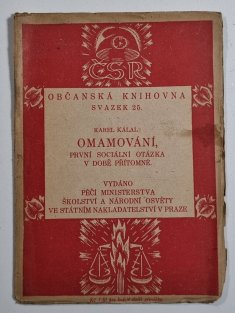 ČSR
OBČANSKÁ KNIHOVNA
SVAZEK 25.
KAREL KÁLAL:
OMAMOVÁNÍ,
PRVNÍ SOCIÁLNÍ OTÁZKA
V DOBĚ PŘÍTOMNÉ.
VYDÁNO
PÉČÍ MINISTERSTVA
ŠKOLSTVÍ A NÁRODNÍ OSVĚTY
VE STÁTNÍM NAKLADATELSTVÍ V PRAZE